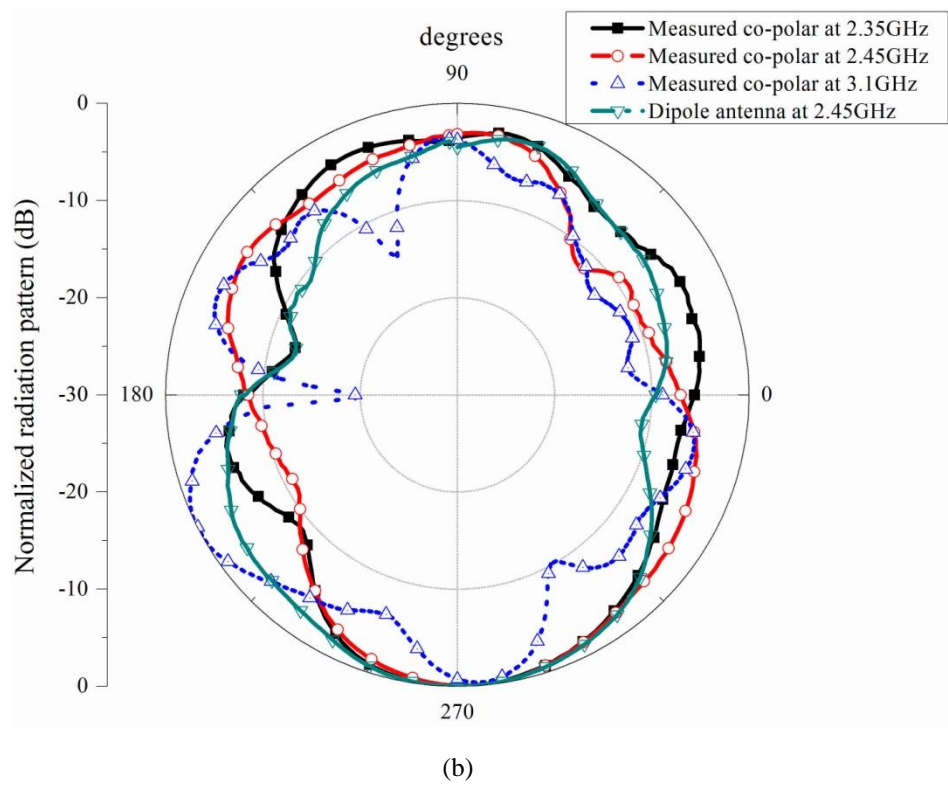 degrees
90
Measured co-polar at 2.35GHz
Measured co-polar at 2.45GHz
Measured co-polar at 3.1GHz
Dipole antenna at 2.45GHz
Normalized radiation pattern (dB)
0
-10
-20
-30
-20
-10
0
180
0
270
(b)